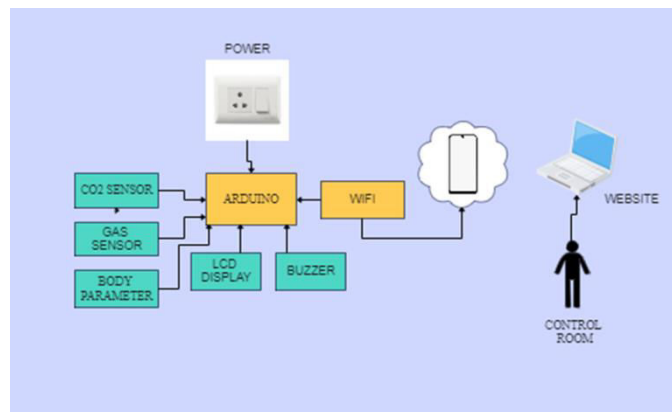 POWER
CO2 SENSOR
GAS
SENSOR
BODY
PARAMETER
ARDUINO
WIFI
LCD
DISPLAY
BUZZER
WEBSITE
CONTROL
ROOM